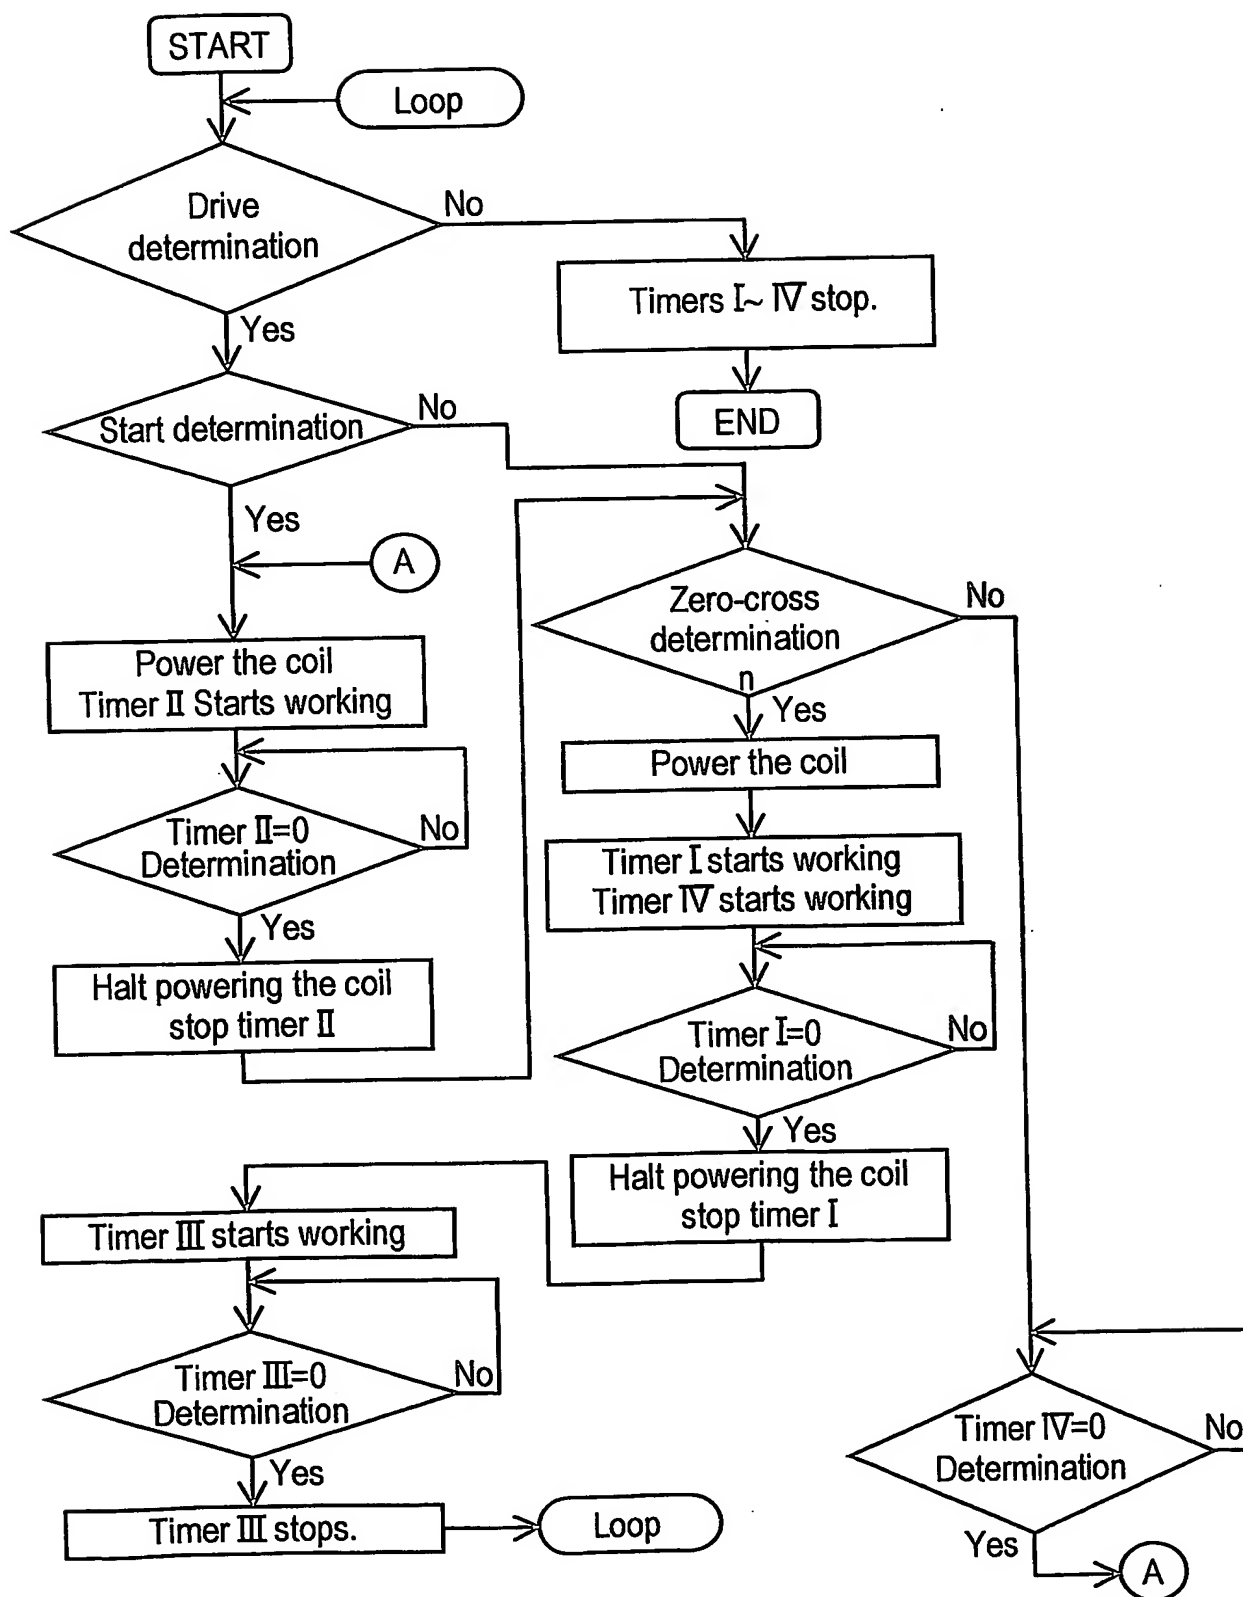 START
Loop
Drive
determination
No
Timers I~ IV stop.
Yes
END
Start determination
No
Yes
A
Zero-cross
determination
n
No
Yes
Power the coil
Timer II Starts working
Power the coil
Timer II=0
Determination
No
Timer I starts working
Timer IV starts working
Yes
Halt powering the coil
stop timer II
Timer I=0
Determination
No
Yes
Halt powering the coil
stop timer I
Timer III starts working
Timer III=0
Determination
No
Timer IV=0
Determination
No
Yes
Timer III stops.
Loop
Yes
A